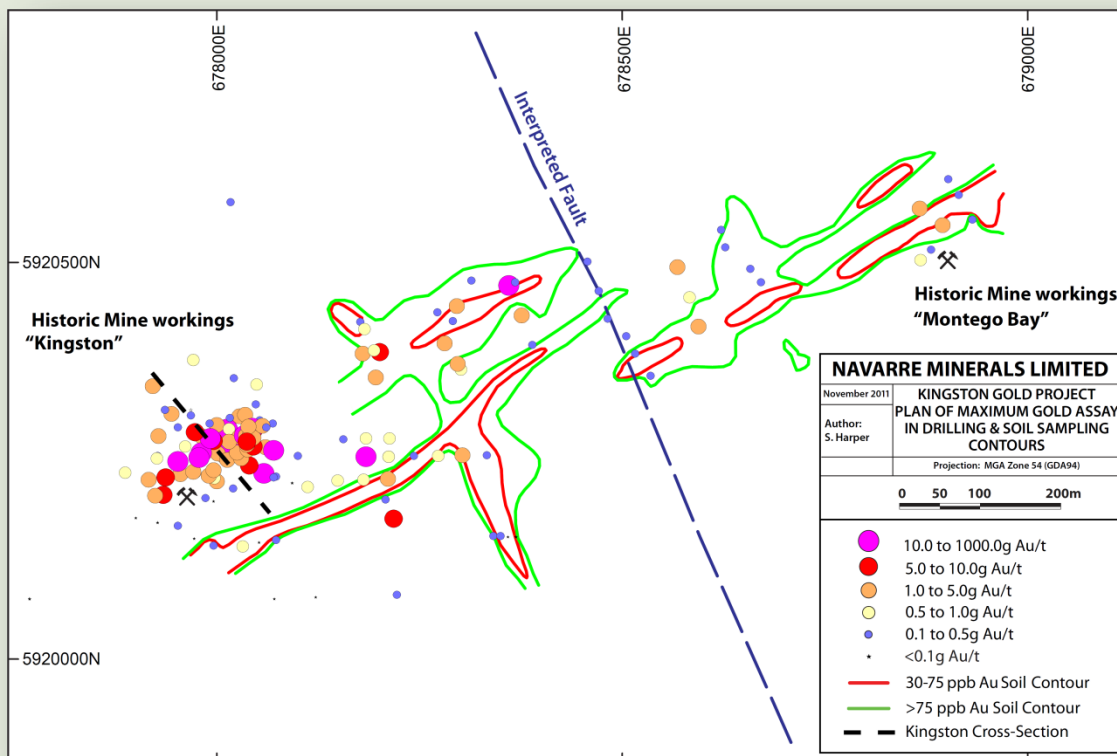 678000E
678500E
679000E
Interpreted Fault
5920500N
Historic Mine workings
"Kingston"
Historic Mine workings
"Montego Bay"
5920000N
NAVARRE MINERALS LIMITED
November 2011
Author:
S. Harper
KINGSTON GOLD PROJECT
PLAN OF MAXIMUM GOLD ASSAY
IN DRILLING & SOIL SAMPLING
CONTOURS
Projection: MGA Zone 54 (GDA94)
0 50 100 200m
10.0 to 1000.0g Au/t
5.0 to 10.0g Au/t
1.0 to 5.0g Au/t
0.5 to 1.0g Au/t
0.1 to 0.5g Au/t
<0.1g Au/t
30-75 ppb Au Soil Contour
>75 ppb Au Soil Contour
Kingston Cross-Section